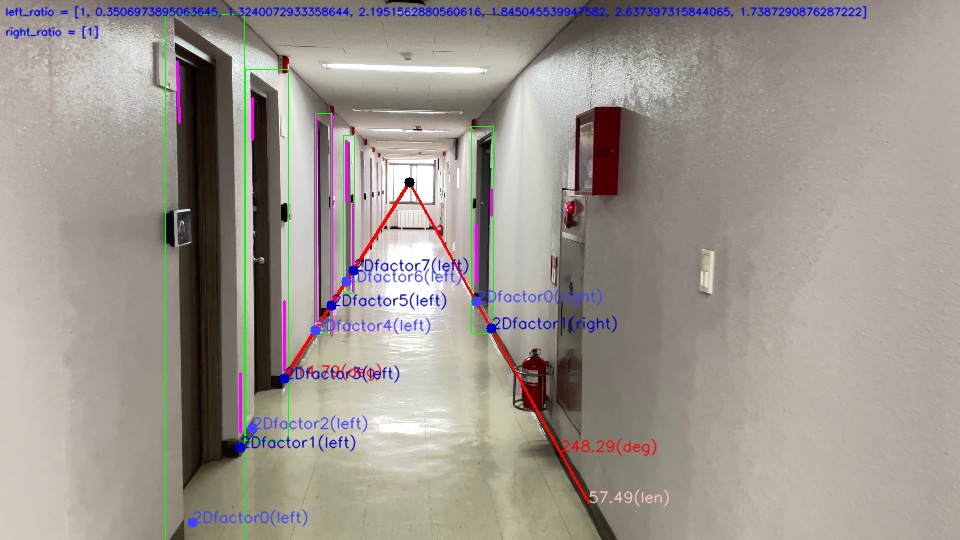 left_ratio = [1, 0.3506973895063645, 1.3240072933358644, 2.1951562880560616, 1.845045539947582, 2.637397315844065, 1.7387290876287222]
right_ratio = [1]
2Dfactor7(left)
2Dfactor6(left)
2Dfactor5(left)
2Dfactor0(right)
2Dfactor4(left)
2Dfactor1(right)
2Dfactor3(left)
2Dfactor2(left)
2Dfactor1(left)
248.29(deg)
57.49(len)
2Dfactor0(left)